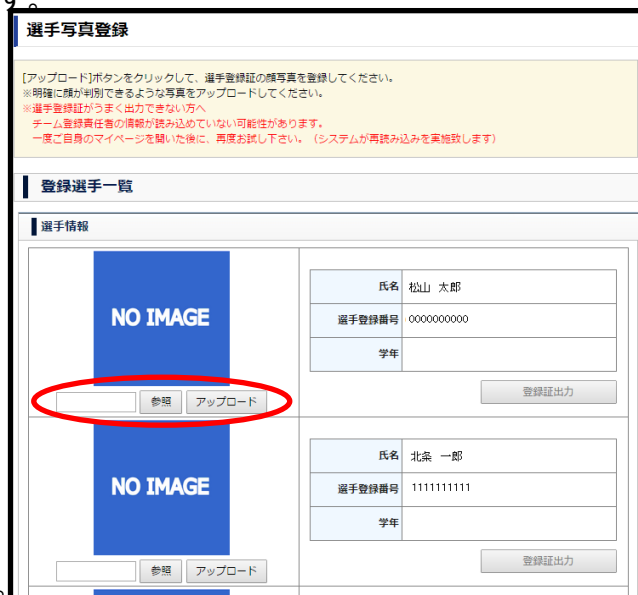 す。
選手写真登録
[アップロード]ボタンをクリックして、選手登録証の顔写真を登録してください。
※明確に顔が判別できるような写真をアップロードしてください。
※選手登録証がうまく出力できない方へ
チーム登録責任者の情報が読み込めていない可能性があります。
一度ご自身のマイページを開いた後に、再度お試し下さい。（システムが再読み込みを実施致します）
登録選手一覧
選手情報
NO IMAGE
参照 アップロード
氏名 松山 太郎
選手登録番号 0000000000
学年
登録証出力
NO IMAGE
参照 アップロード
氏名 北条 一郎
選手登録番号 1111111111
学年
登録証出力